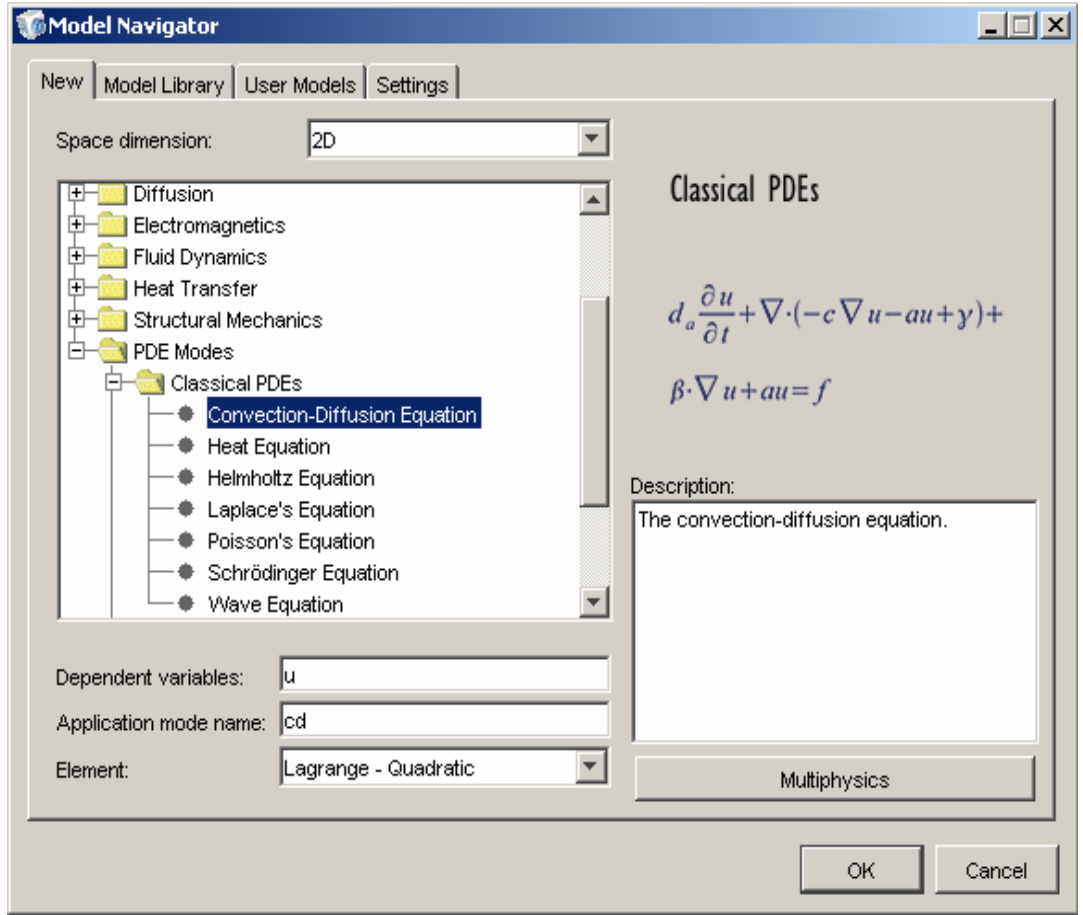 Model Navigator
New Model Library User Models Settings
Space dimension: 2D
Diffusion
Electromagnetics
Fluid Dynamics
Heat Transfer
Structural Mechanics
PDE Modes
Classical PDEs
Convection-Diffusion Equation
Heat Equation
Helmholtz Equation
Laplace's Equation
Poisson's Equation
Schrödinger Equation
Wave Equation
Dependent variables: u
Application mode name: cd
Element: Lagrange - Quadratic
Classical PDEs
d_a ∂u/∂t + ∇·(−c∇u−au+γ)+
β·∇u+au=f
Description:
The convection-diffusion equation.
Multiphysics
OK Cancel